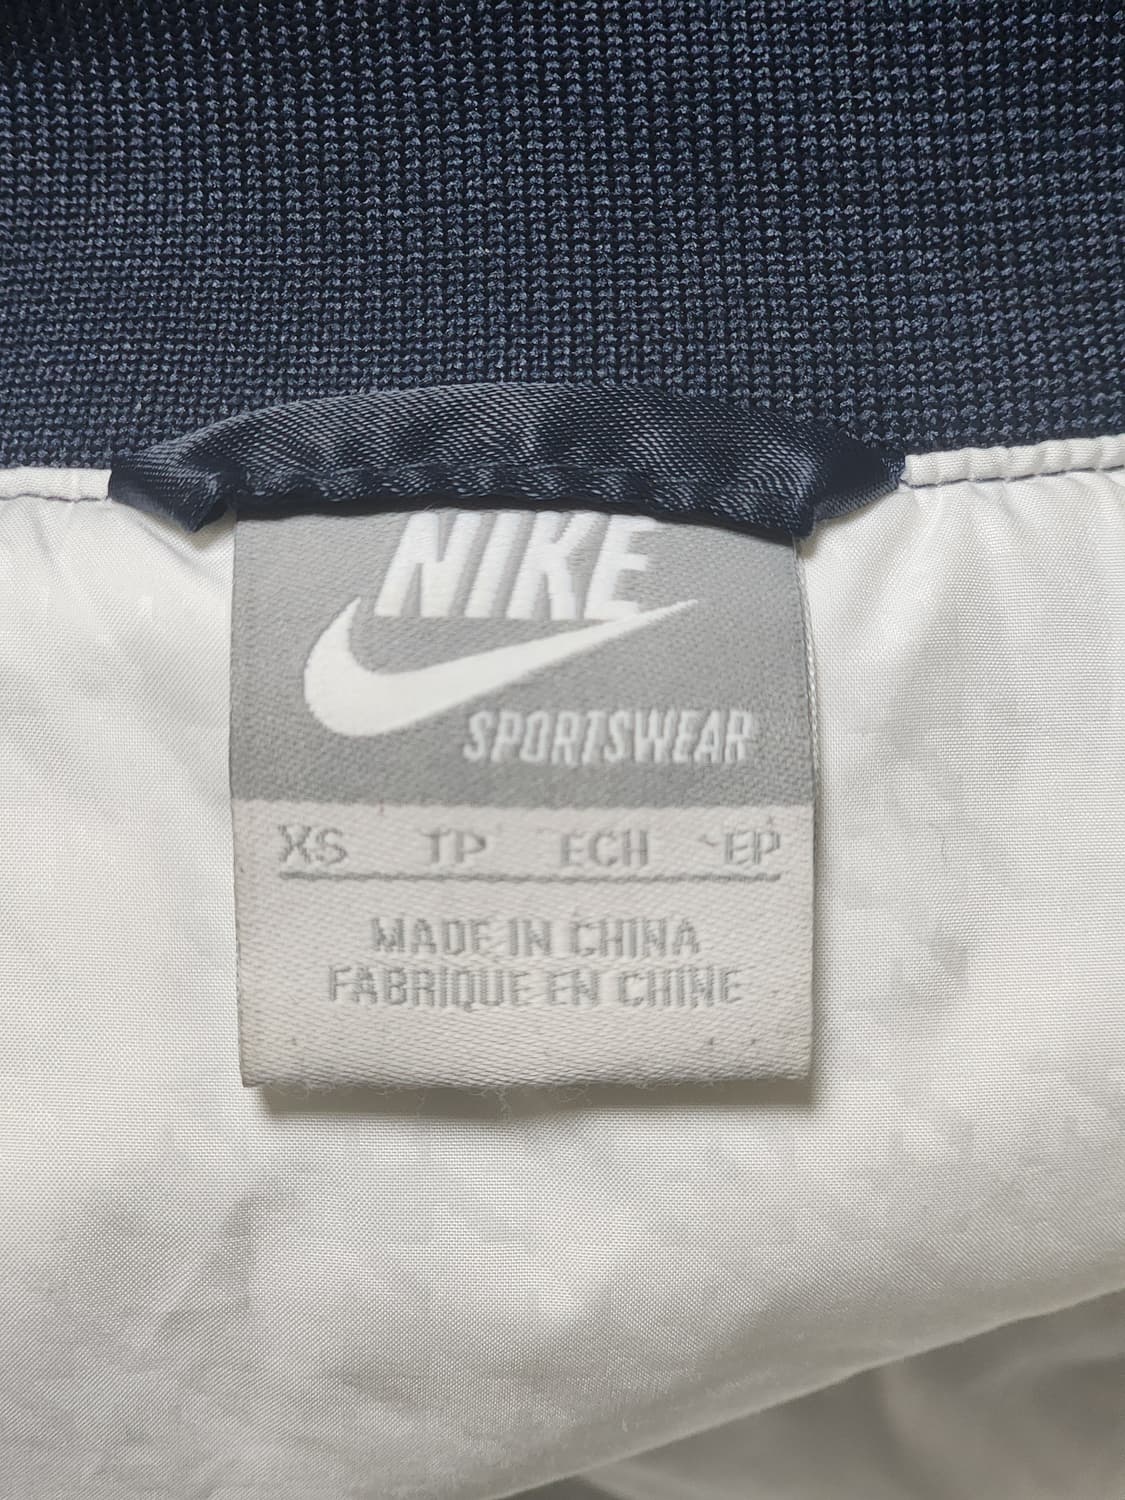 NIKE
SPORTSWEAR
XS TP ECH EP
MADE IN CHINA
FABRIQUE EN CHINE